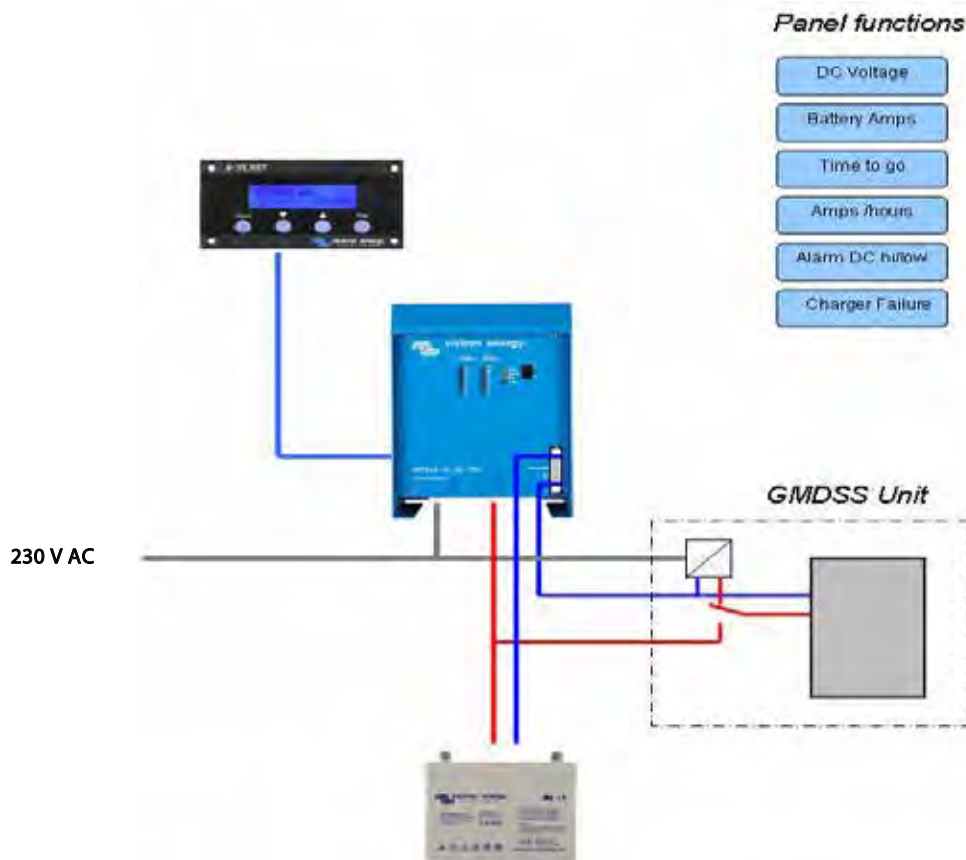 Panel functions
DC Voltage
Battery Amps
Time to go
Amps /hours
Alarm DC hi/low
Charger Failure
victron energy
GMDSS Unit
230 V AC